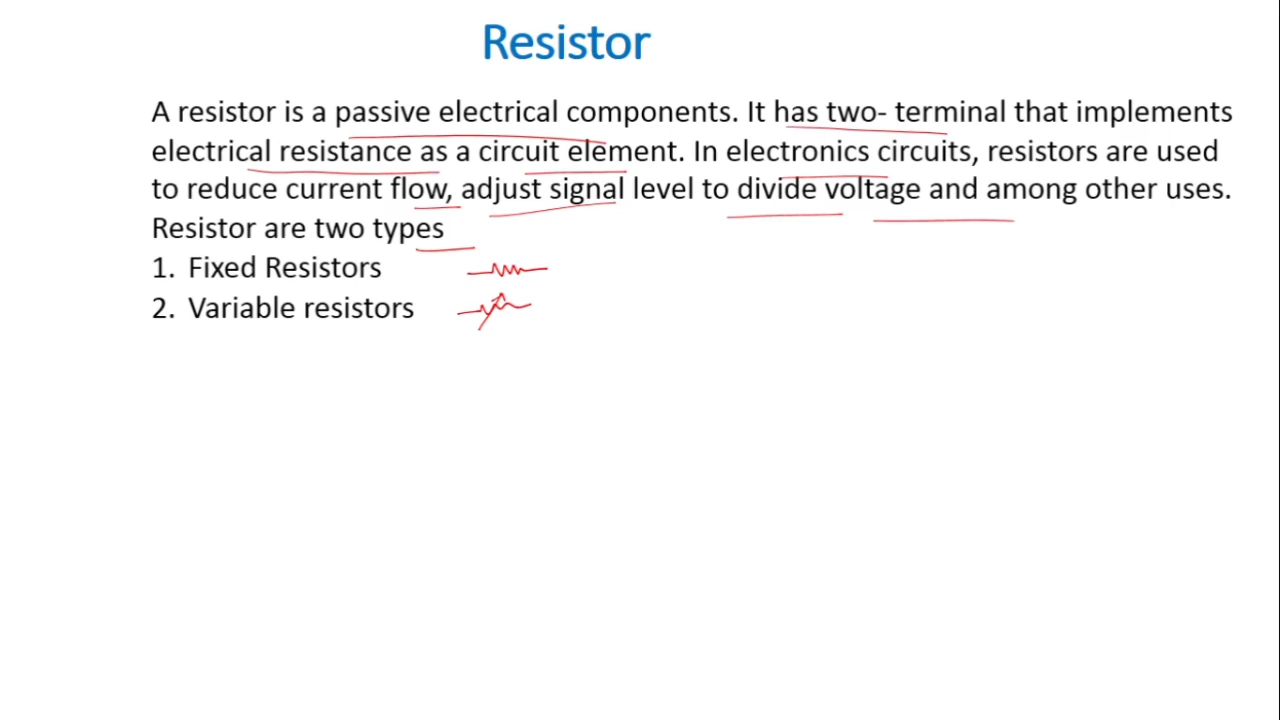 Resistor
A resistor is a passive electrical components. It has two- terminal that implements
electrical resistance as a circuit element. In electronics circuits, resistors are used
to reduce current flow, adjust signal level to divide voltage and among other uses.
Resistor are two types
1. Fixed Resistors
2. Variable resistors